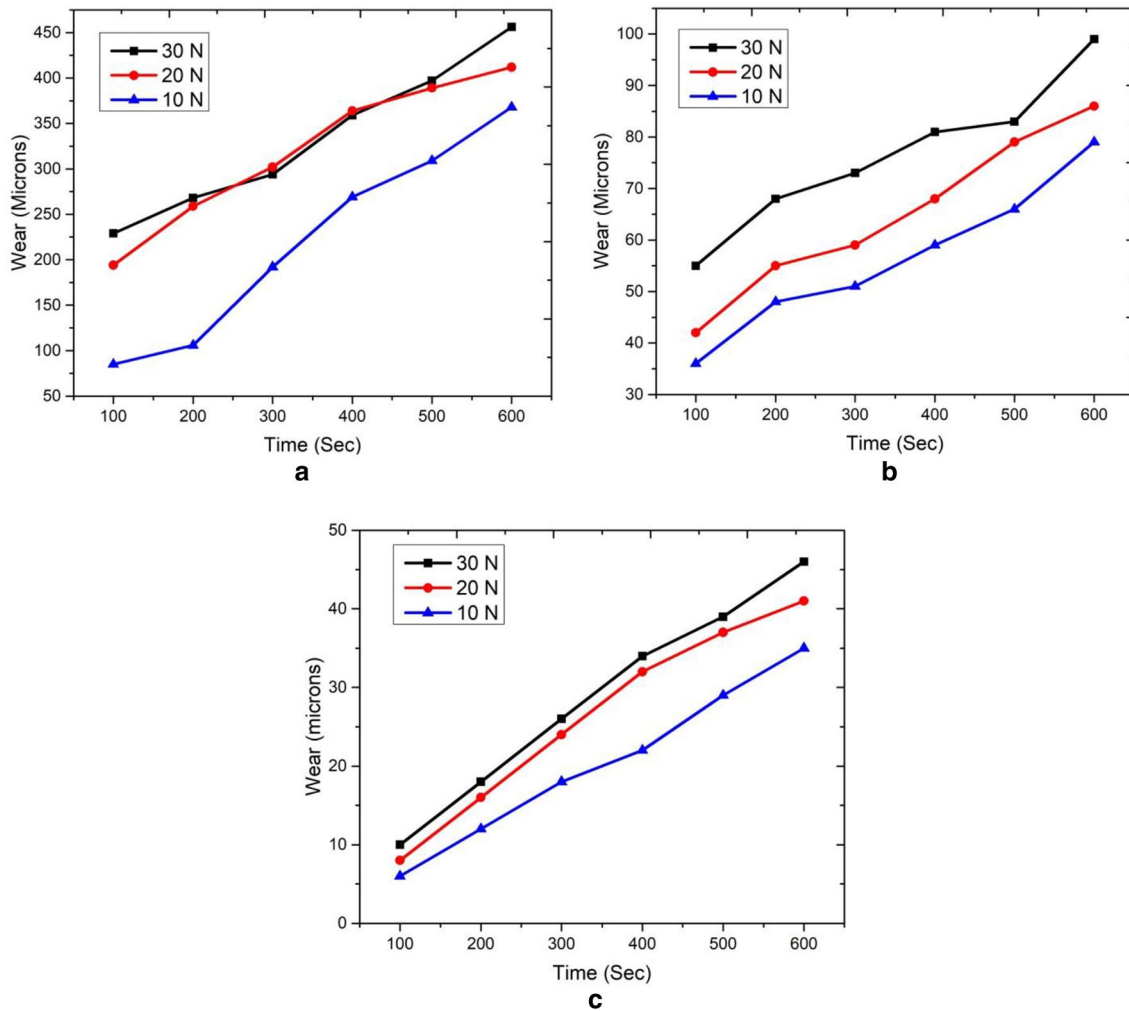 450
400
350
300
250
200
150
100
50
Wear (Microns)
30 N
20 N
10 N
100 200 300 400 500 600
Time (Sec)
a
100
90
80
70
60
50
40
30
Wear (Microns)
30 N
20 N
10 N
100 200 300 400 500 600
Time (Sec)
b
50
40
30
20
10
0
Wear (microns)
30 N
20 N
10 N
100 200 300 400 500 600
Time (Sec)
c